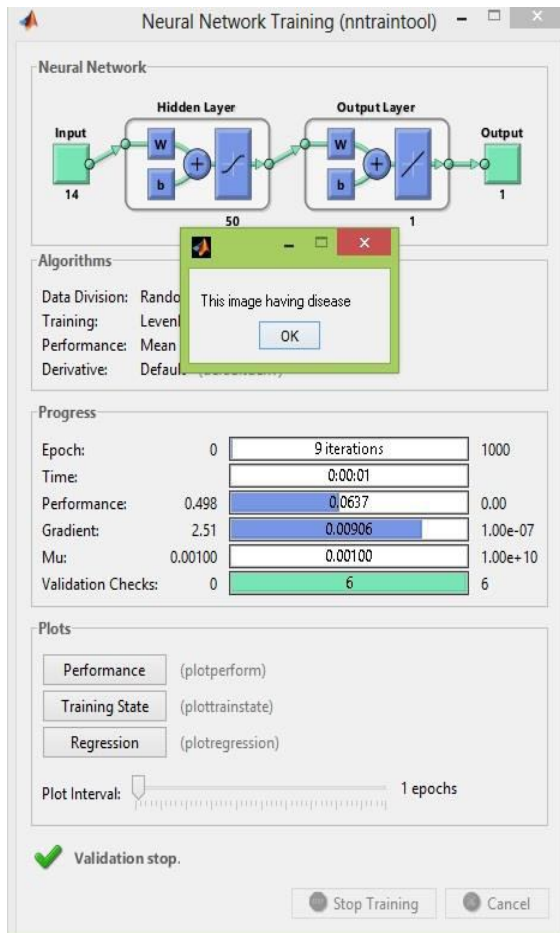 Neural Network Training (nntraintool)
Neural Network
Hidden Layer
Output Layer
Input
Output
W
b
W
b
14
50
1
1
Algorithms
Data Division: Rando
Training: Leven
Performance: Mean
Derivative: Defaul
This image having disease
OK
Progress
Epoch: 0 9 iterations 1000
Time: 0:00:01
Performance: 0.498 0.0637 0.00
Gradient: 2.51 0.00906 1.00e-07
Mu: 0.00100 0.00100 1.00e+10
Validation Checks: 0 6 6
Plots
Performance (plotperform)
Training State (plottrainstate)
Regression (plotregression)
Plot Interval: 1 epochs
Validation stop.
Stop Training Cancel